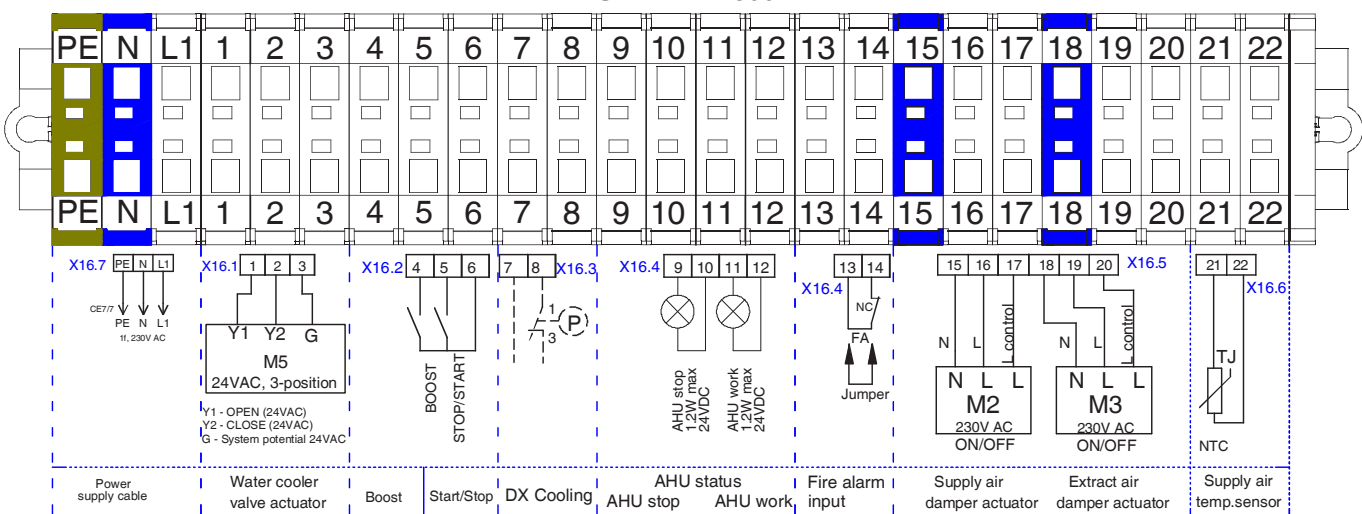 PE N L1 1 2 3 4 5 6 7 8 9 10 11 12 13 14 15 16 17 18 19 20 21 22
PE N L1 1 2 3 4 5 6 7 8 9 10 11 12 13 14 15 16 17 18 19 20 21 22
X16.7 PE N L1
CE7/7
PE N L1
1f, 230V AC
X16.1 1 2 3
Y1 Y2 G
M5
24VAC, 3-position
Y1 - OPEN (24VAC)
Y2 - CLOSE (24VAC)
G - System potential 24VAC
X16.2 4 5 6
BOOST
STOP/START
7 8 X16.3
1
P
3
X16.4 9 10 11 12
AHU stop
1.2W max
24VDC
AHU work
1.2W max
24VDC
13 14
X16.4
NC
FA
Jumper
15 16 17 18 19 20 X16.5
N L L control
N L L
M2
230V AC
ON/OFF
N L L control
N L L
M3
230V AC
ON/OFF
21 22
X16.6
TJ
NTC
Power
supply cable
Water cooler
valve actuator
Boost
Start/Stop
DX Cooling
AHU status
AHU stop AHU work
Fire alarm
input
Supply air
damper actuator
Extract air
damper actuator
Supply air
temp.sensor